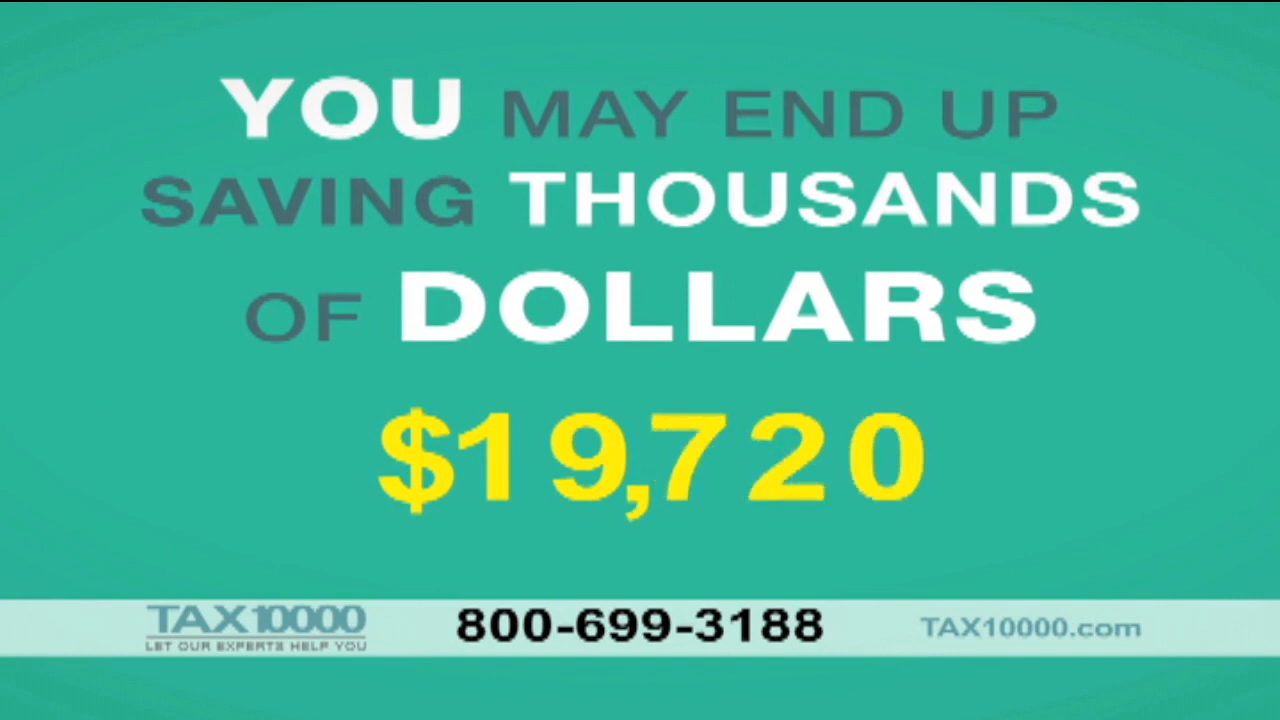 YOU MAY END UP
SAVING THOUSANDS
OF DOLLARS
$19,720
TAX10000
LET OUR EXPERTS HELP YOU
800-699-3188
TAX10000.com